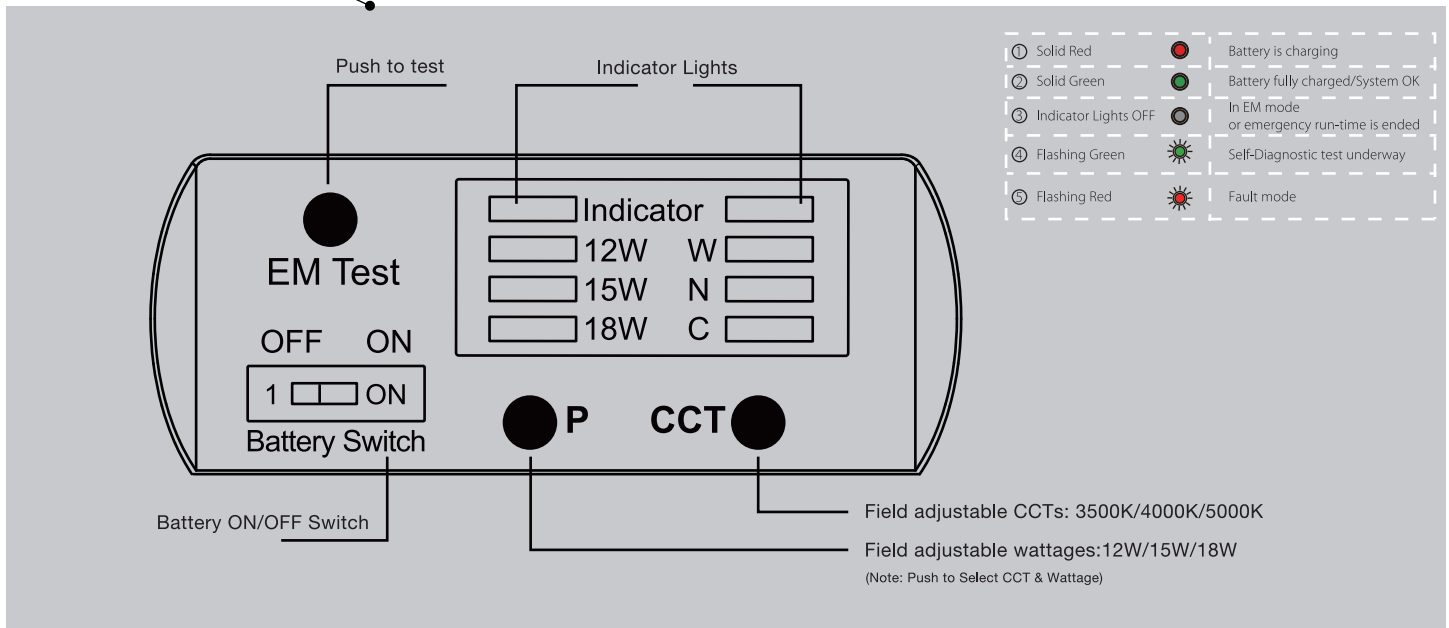 Push to test
Indicator Lights
① Solid Red
Battery is charging
② Solid Green
Battery fully charged/System OK
③ Indicator Lights OFF
In EM mode
or emergency run-time is ended
④ Flashing Green
Self-Diagnostic test underway
⑤ Flashing Red
Fault mode
EM Test
Indicator
12W W
15W N
18W C
OFF ON
1 ON
Battery Switch
P CCT
Battery ON/OFF Switch
Field adjustable CCTs: 3500K/4000K/5000K
Field adjustable wattages:12W/15W/18W
(Note: Push to Select CCT & Wattage)